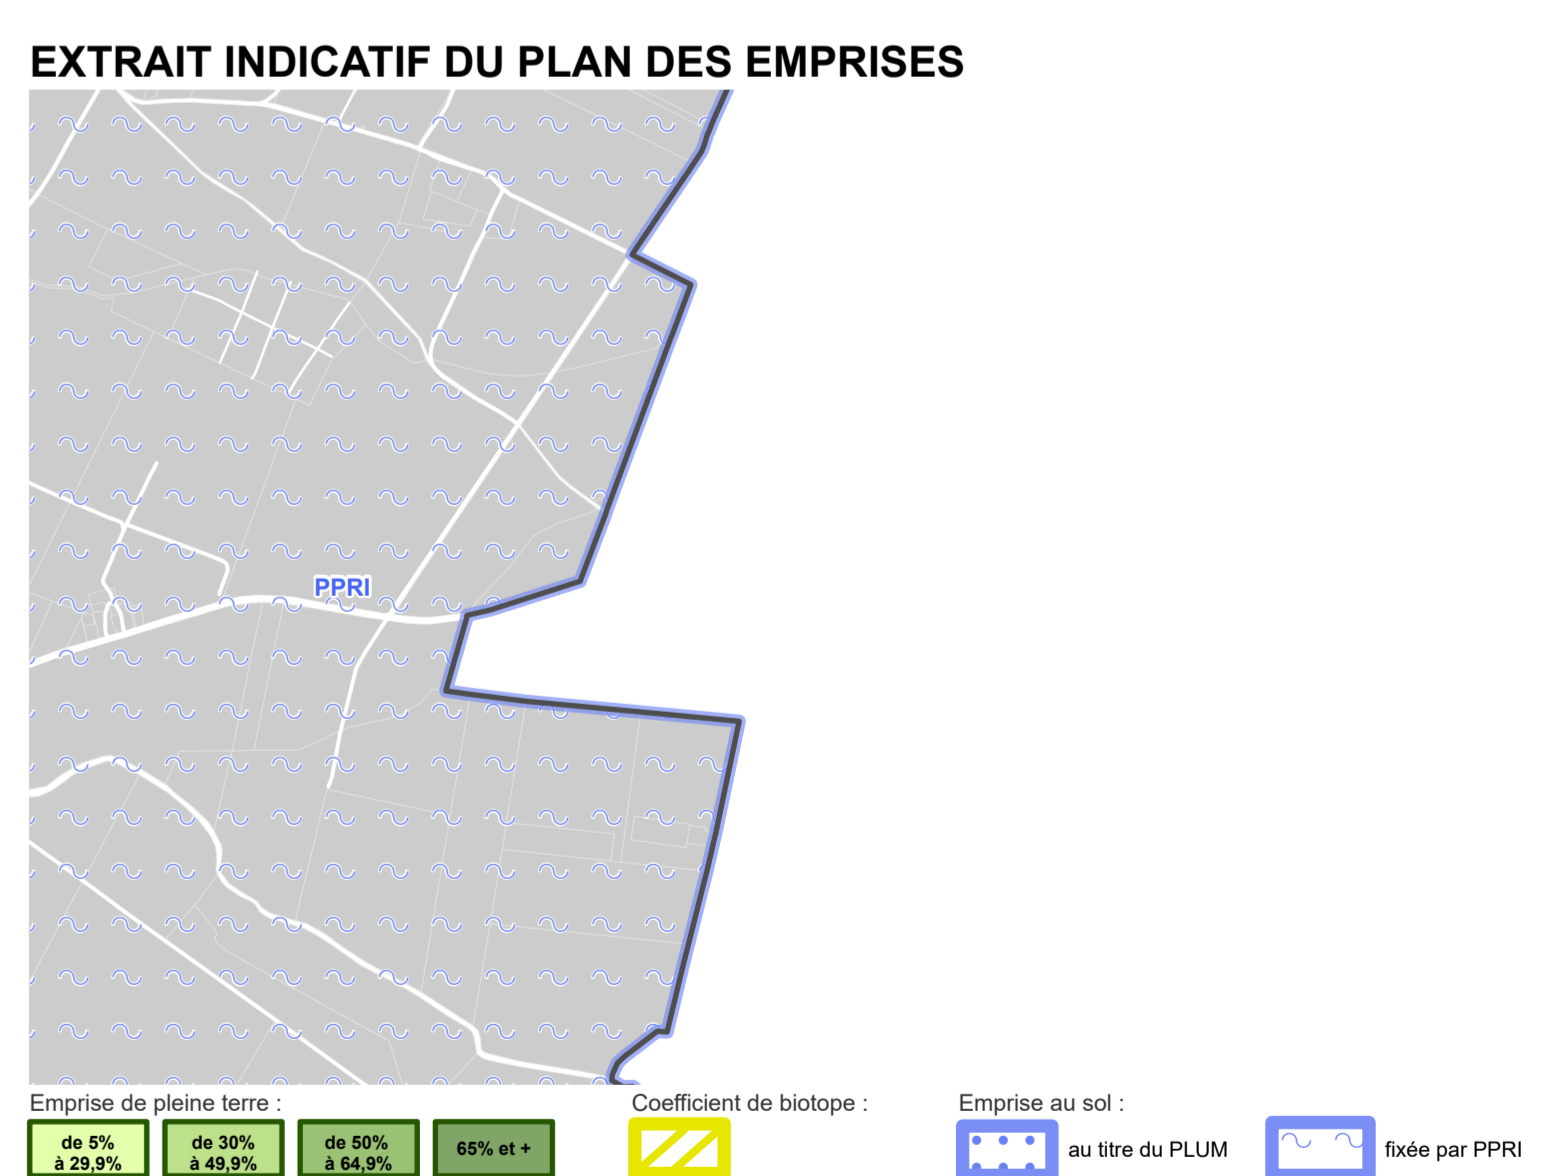 EXTRAIT INDICATIF DU PLAN DES EMPRISES
PPRI
Emprise de pleine terre :
de 5%
à 29,9%
de 30%
à 49,9%
de 50%
à 64,9%
65% et +
Coefficient de biotope :
Emprise au sol :
au titre du PLUM
fixée par PPRI